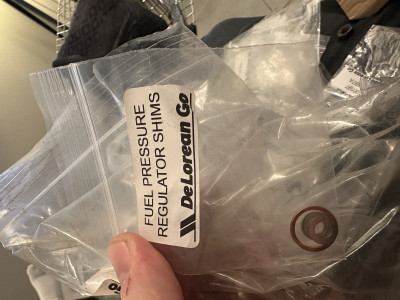 FUEL PRESSURE
REGULATOR SHIMS
DeLorean Go